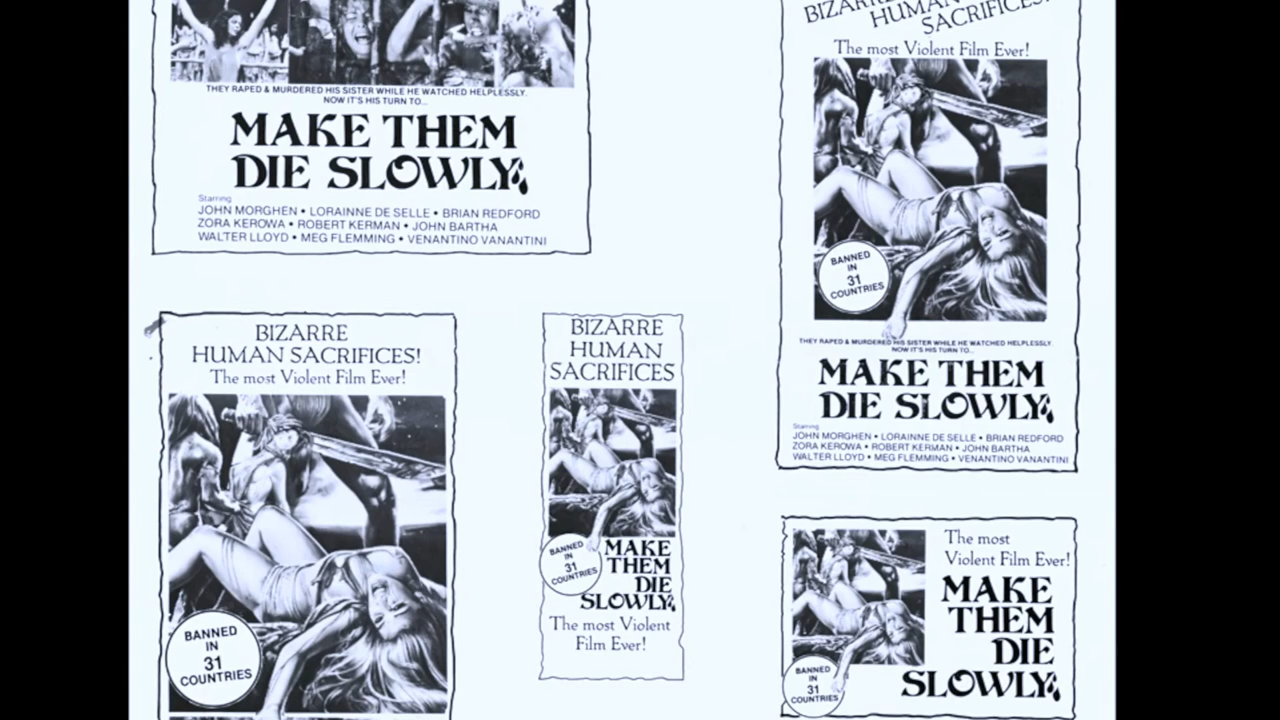 THEY RAPED & MURDERED HIS SISTER WHILE HE WATCHED HELPLESSLY.
NOW IT'S HIS TURN TO...
MAKE THEM
DIE SLOWLY
Starring
JOHN MORGHEN • LORAINNE DE SELLE • BRIAN REDFORD
ZORA KEROWA • ROBERT KERMAN • JOHN BARTHA
WALTER LLOYD • MEG FLEMMING • VENANTINO VANANTINI
BIZARRE
HUMAN
SACRIFICES!
The most Violent Film Ever!
BANNED
IN
31
COUNTRIES
THEY RAPED & MURDERED HIS SISTER WHILE HE WATCHED HELPLESSLY.
NOW IT'S HIS TURN TO...
MAKE THEM
DIE SLOWLY
Starring
JOHN MORGHEN • LORAINNE DE SELLE • BRIAN REDFORD
ZORA KEROWA • ROBERT KERMAN • JOHN BARTHA
WALTER LLOYD • MEG FLEMMING • VENANTINO VANANTINI
BIZARRE
HUMAN SACRIFICES!
The most Violent Film Ever!
BANNED
IN
31
COUNTRIES
BIZARRE
HUMAN
SACRIFICES
BANNED
IN
31
COUNTRIES
MAKE
THEM
DIE
SLOWLY
The most Violent
Film Ever!
The most
Violent Film Ever!
MAKE
THEM
DIE
SLOWLY
BANNED
IN
31
COUNTRIES